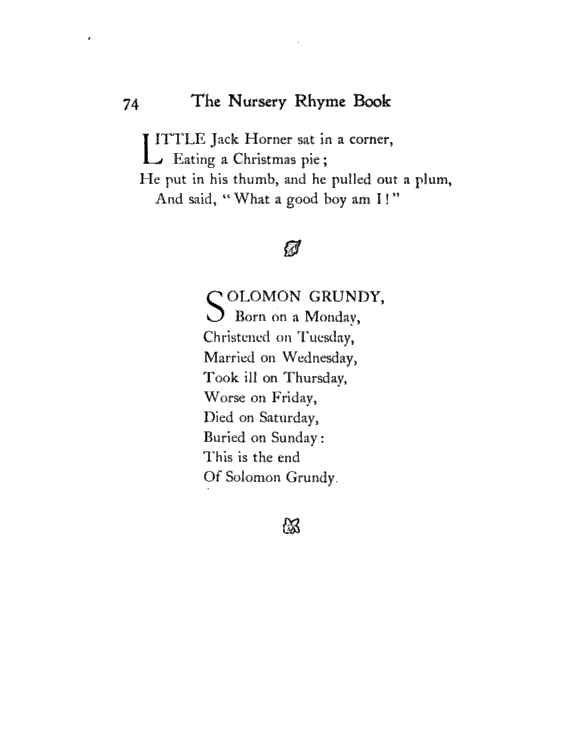 74 The Nursery Rhyme Book
LITTLE Jack Horner sat in a corner,
Eating a Christmas pie;
He put in his thumb, and he pulled out a plum,
And said, “What a good boy am I!”
SOLOMON GRUNDY,
Born on a Monday,
Christened on Tuesday,
Married on Wednesday,
Took ill on Thursday,
Worse on Friday,
Died on Saturday,
Buried on Sunday:
This is the end
Of Solomon Grundy.